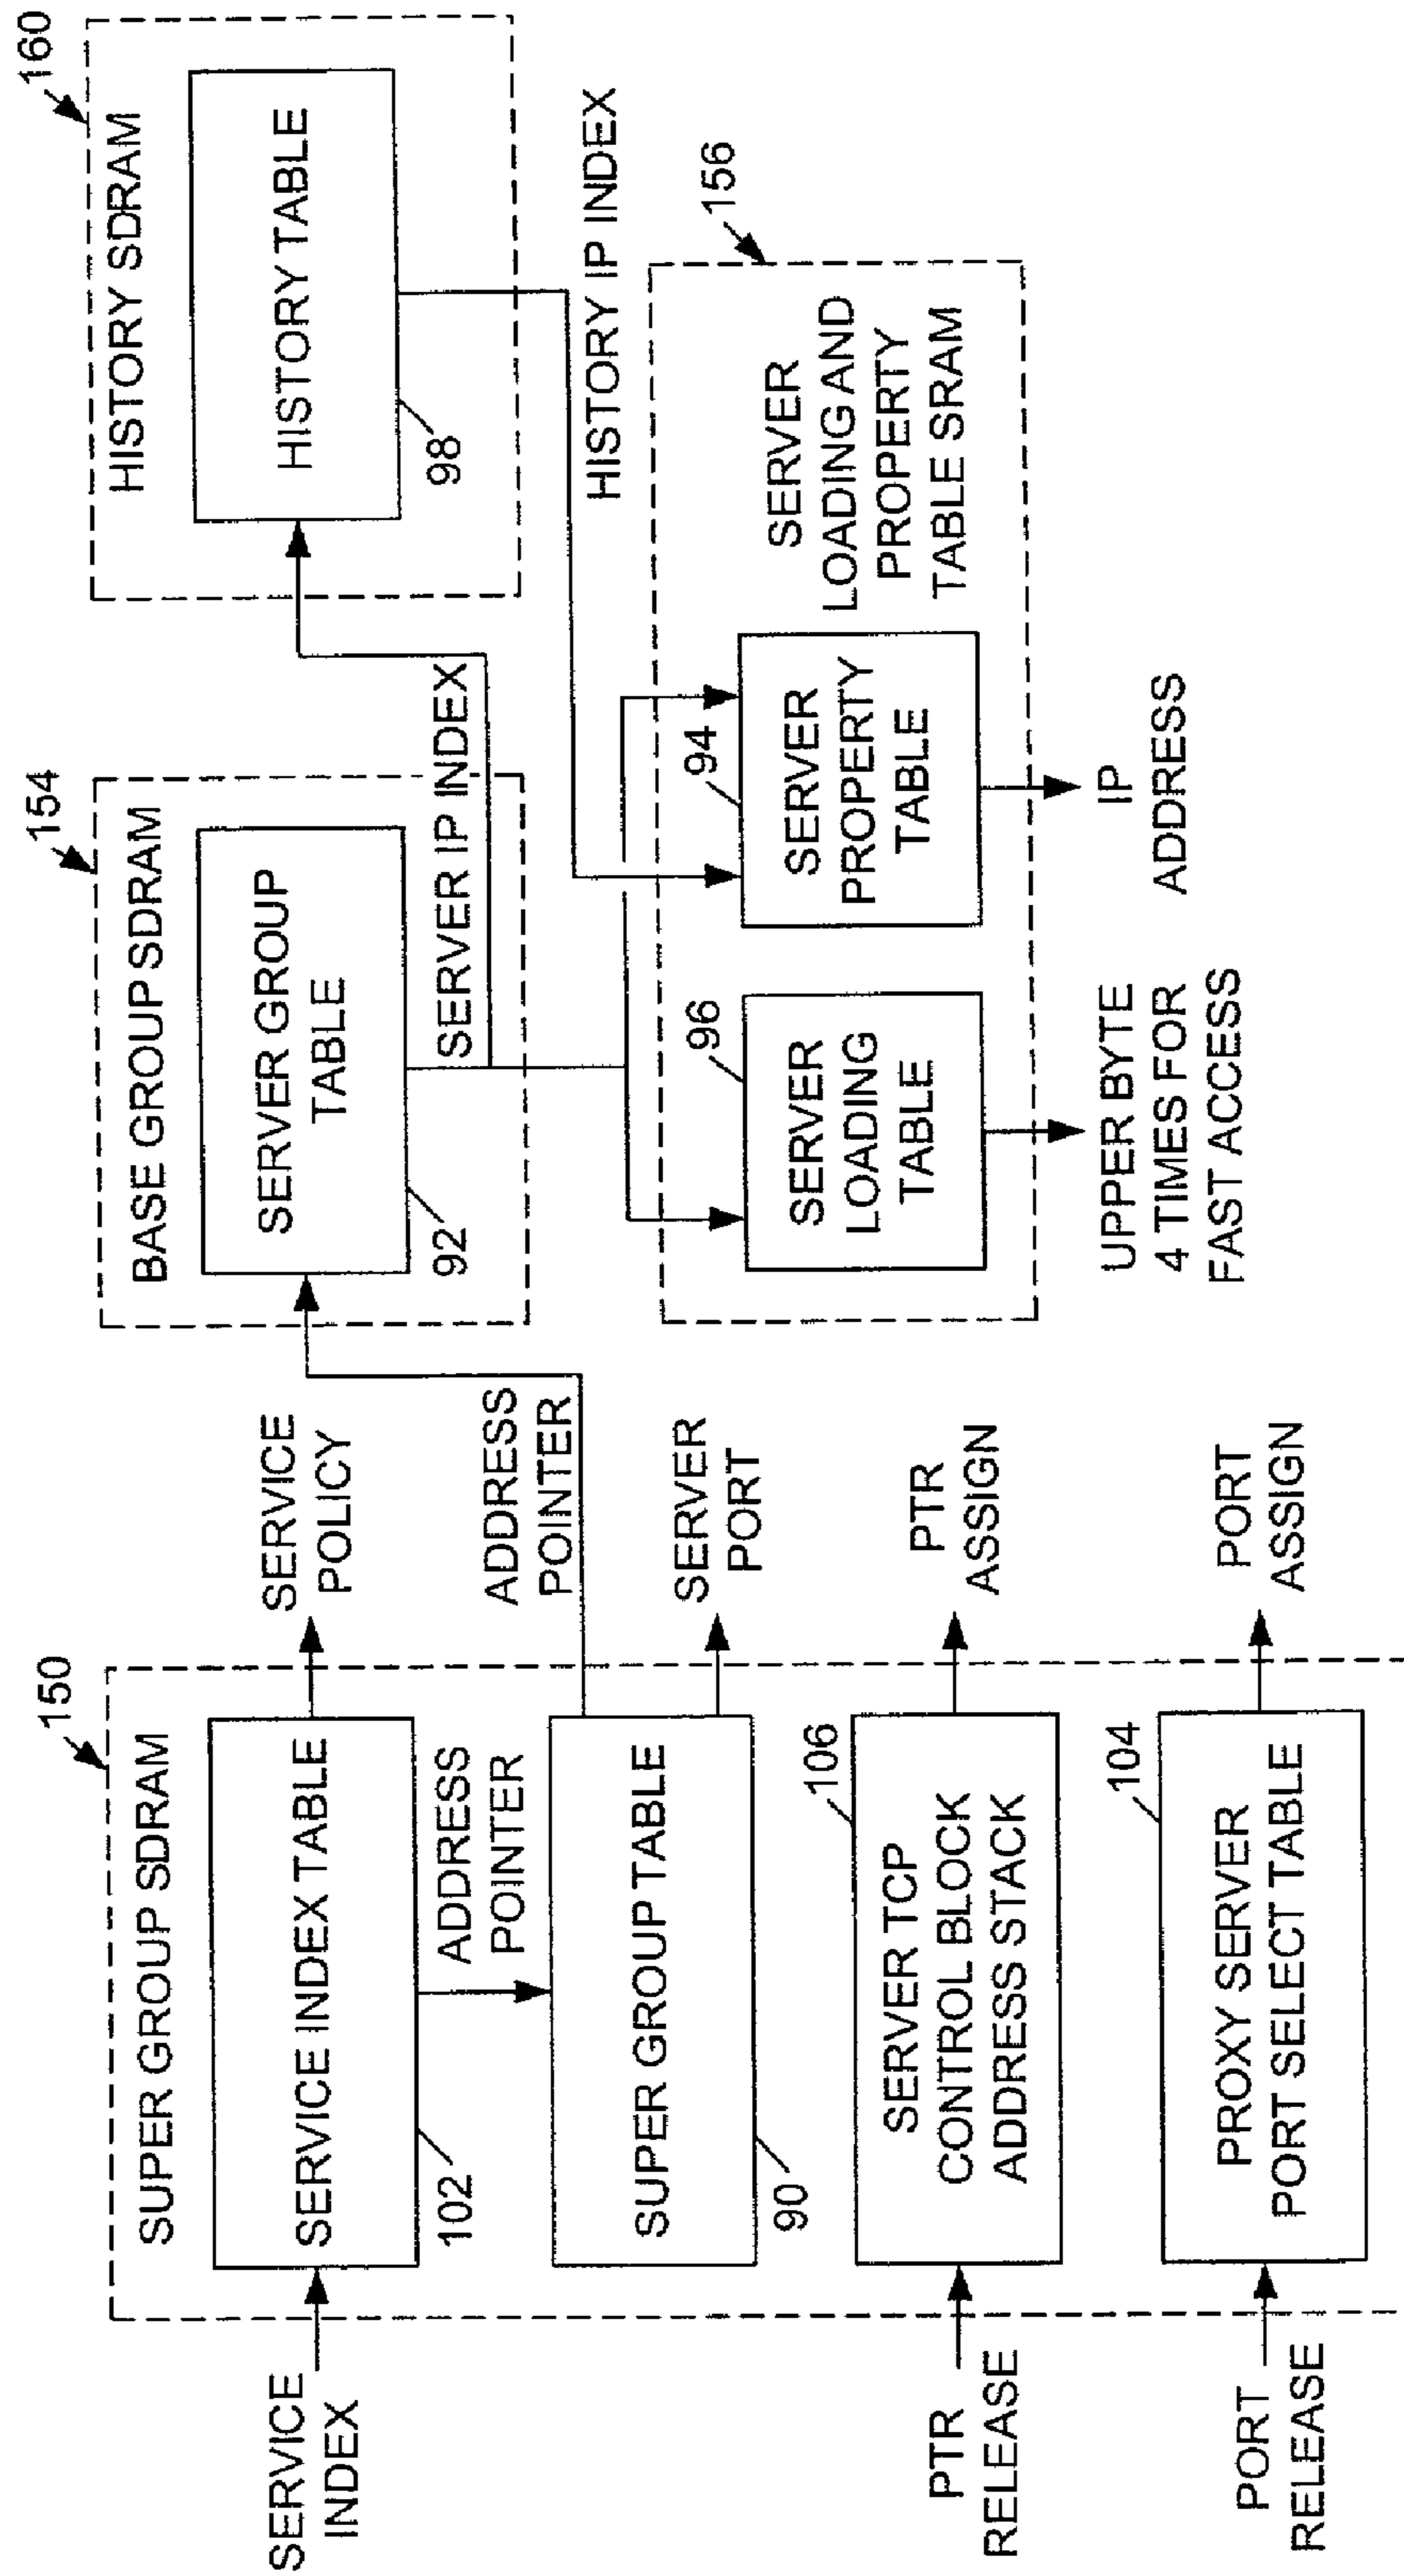 SERVICE
INDEX
PTR
RELEASE
PORT
RELEASE
150
SUPER GROUP SDRAM
SERVICE INDEX TABLE
102
ADDRESS
POINTER
SUPER GROUP TABLE
90
SERVER TCP
CONTROL BLOCK
ADDRESS STACK
106
PROXY SERVER
PORT SELECT TABLE
104
SERVICE
POLICY
ADDRESS
POINTER
SERVER
PORT
PTR
ASSIGN
PORT
ASSIGN
154
BASE GROUP SDRAM
SERVER GROUP
TABLE
92
SERVER IP INDEX
160
HISTORY SDRAM
HISTORY TABLE
98
HISTORY IP INDEX
156
SERVER
LOADING AND
PROPERTY
TABLE SRAM
96
SERVER
LOADING
TABLE
94
SERVER
PROPERTY
TABLE
UPPER BYTE
4 TIMES FOR
FAST ACCESS
IP
ADDRESS